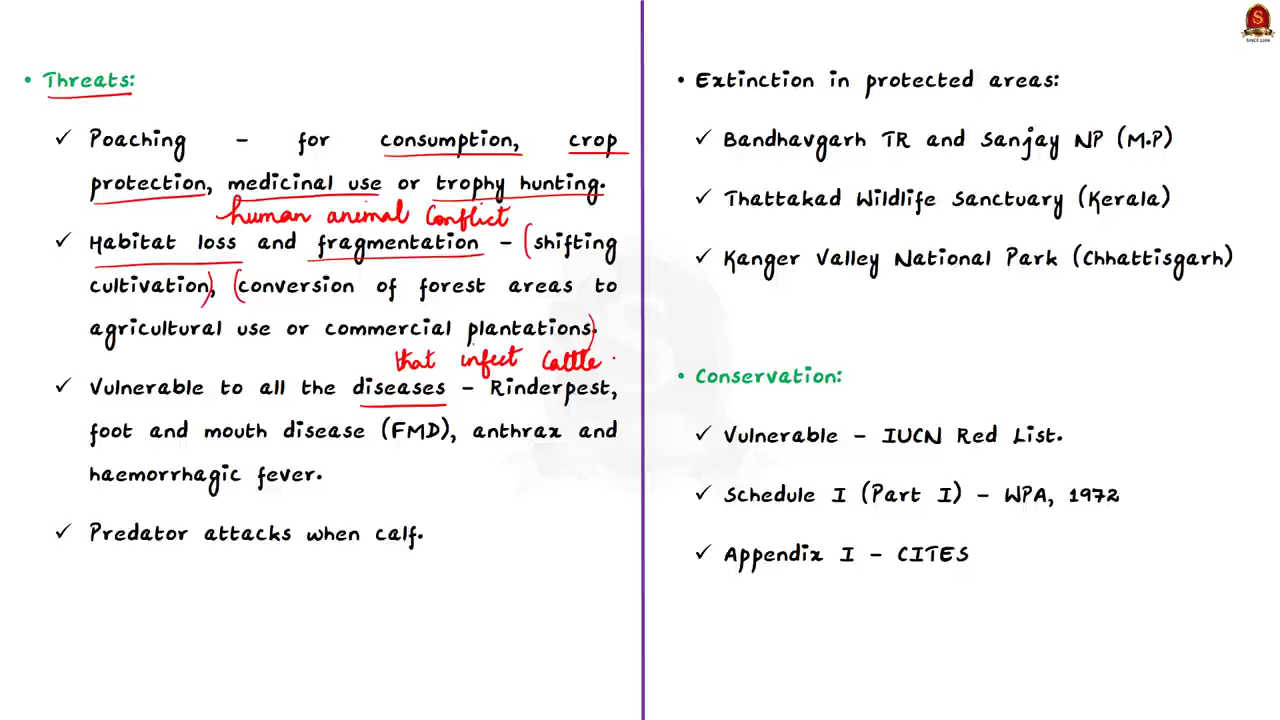 • Threats:
✓ Poaching – for consumption, crop
protection, medicinal use or trophy hunting.
human animal conflict
✓ Habitat loss and fragmentation – (shifting
cultivation), (conversion of forest areas to
agricultural use or commercial plantations).
that infect cattle.
✓ Vulnerable to all the diseases – Rinderpest,
foot and mouth disease (FMD), anthrax and
haemorrhagic fever.
✓ Predator attacks when calf.
• Extinction in protected areas:
✓ Bandhavgarh TR and Sanjay NP (M.P)
✓ Thattakad Wildlife Sanctuary (Kerala)
✓ Kanger Valley National Park (Chhattisgarh)
• Conservation:
✓ Vulnerable – IUCN Red List.
✓ Schedule I (Part I) – WPA, 1972
✓ Appendix I – CITES
S